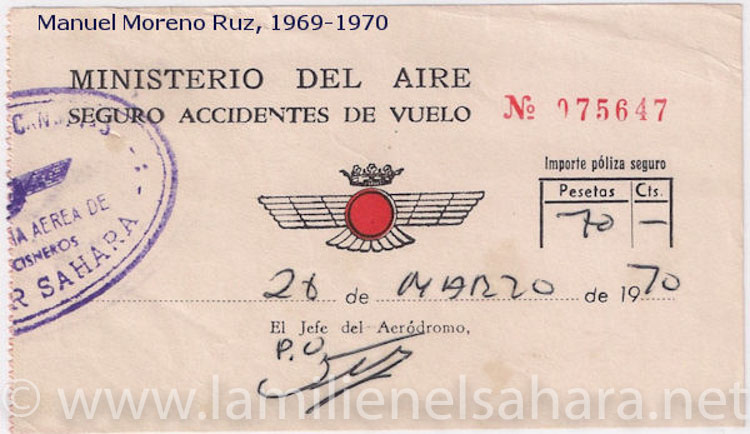 Manuel Moreno Ruz, 1969-1970
MINISTERIO DEL AIRE
SEGURO ACCIDENTES DE VUELO
Nº 075647
Importe póliza seguro
Pesetas Cts.
70 —
AEREA DE
CISNEROS
SAHARA
de MARZO de 1970
El Jefe del Aeródromo,
P.O
© www.lamilienelsahara.net